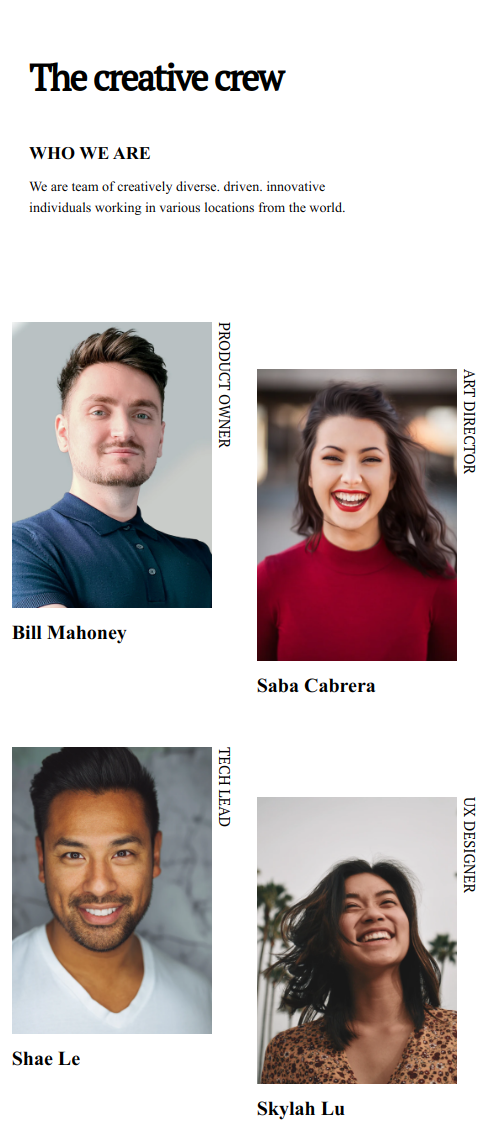 The creative crew
WHO WE ARE
We are team of creatively diverse. driven. innovative
individuals working in various locations from the world.
PRODUCT OWNER
Bill Mahoney
ART DIRECTOR
Saba Cabrera
TECH LEAD
Shae Le
UX DESIGNER
Skylah Lu